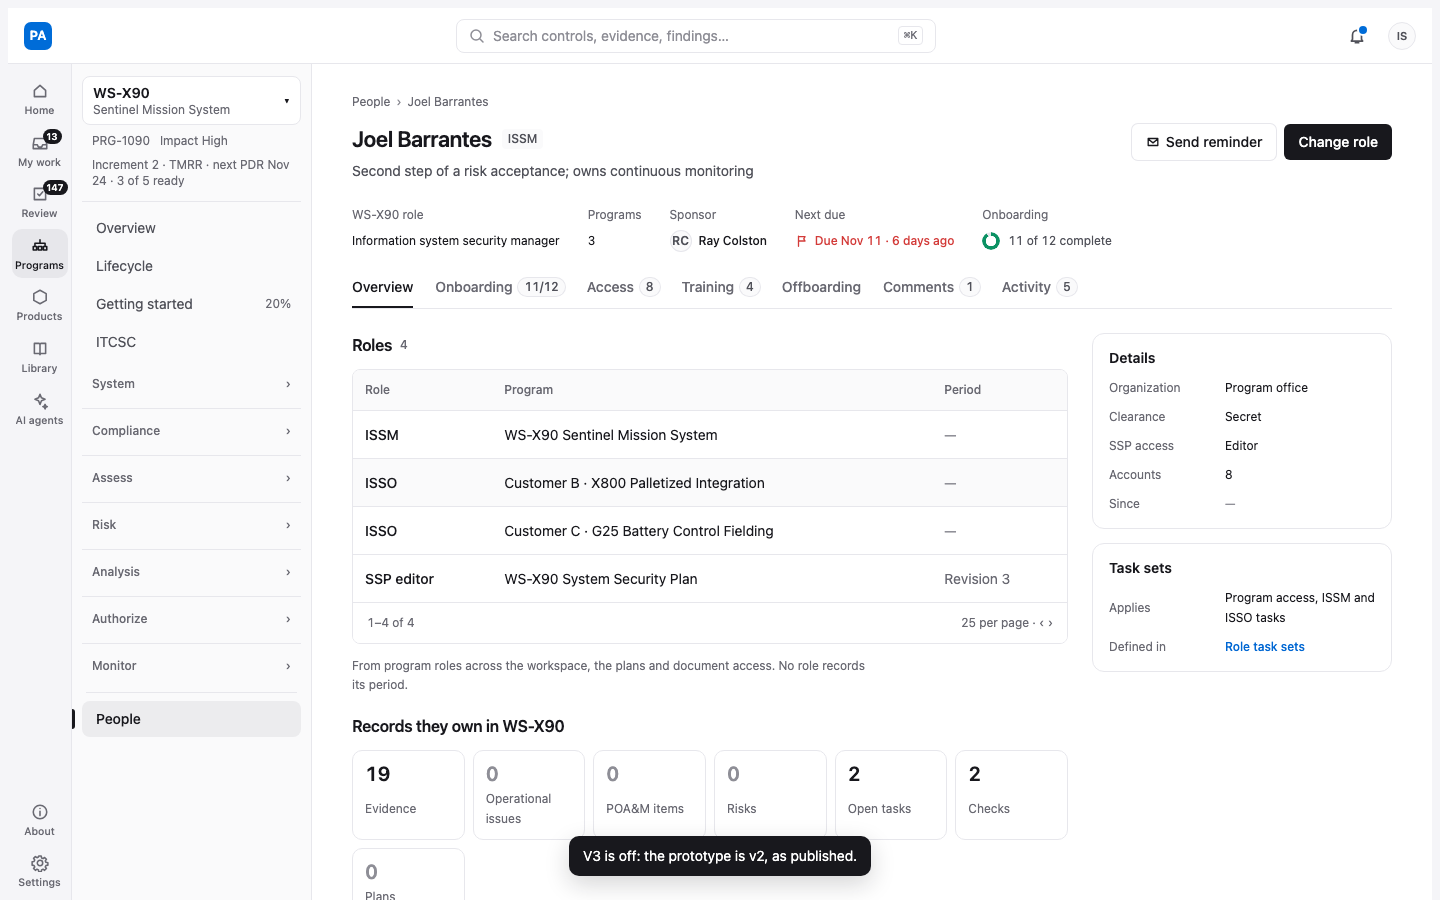 PA
Search controls, evidence, findings...
⌘K
IS
Home
13
My work
147
Review
Programs
Products
Library
AI agents
About
Settings
WS-X90
Sentinel Mission System
PRG-1090 Impact High
Increment 2 · TMRR · next PDR Nov
24 · 3 of 5 ready
Overview
Lifecycle
Getting started 20%
ITCSC
System
Compliance
Assess
Risk
Analysis
Authorize
Monitor
People
People › Joel Barrantes
Joel Barrantes ISSM
Second step of a risk acceptance; owns continuous monitoring
Send reminder
Change role
WS-X90 role
Information system security manager
Programs
3
Sponsor
RC Ray Colston
Next due
Due Nov 11 · 6 days ago
Onboarding
11 of 12 complete
Overview Onboarding 11/12 Access 8 Training 4 Offboarding Comments 1 Activity 5
Roles 4
Role Program Period
ISSM WS-X90 Sentinel Mission System —
ISSO Customer B · X800 Palletized Integration —
ISSO Customer C · G25 Battery Control Fielding —
SSP editor WS-X90 System Security Plan Revision 3
1–4 of 4 25 per page · ‹ ›
From program roles across the workspace, the plans and document access. No role records
its period.
Records they own in WS-X90
19
Evidence
0
Operational
issues
0
POA&M items
0
Risks
2
Open tasks
2
Checks
0
Plans
Details
Organization Program office
Clearance Secret
SSP access Editor
Accounts 8
Since —
Task sets
Applies Program access, ISSM and
ISSO tasks
Defined in Role task sets
V3 is off: the prototype is v2, as published.